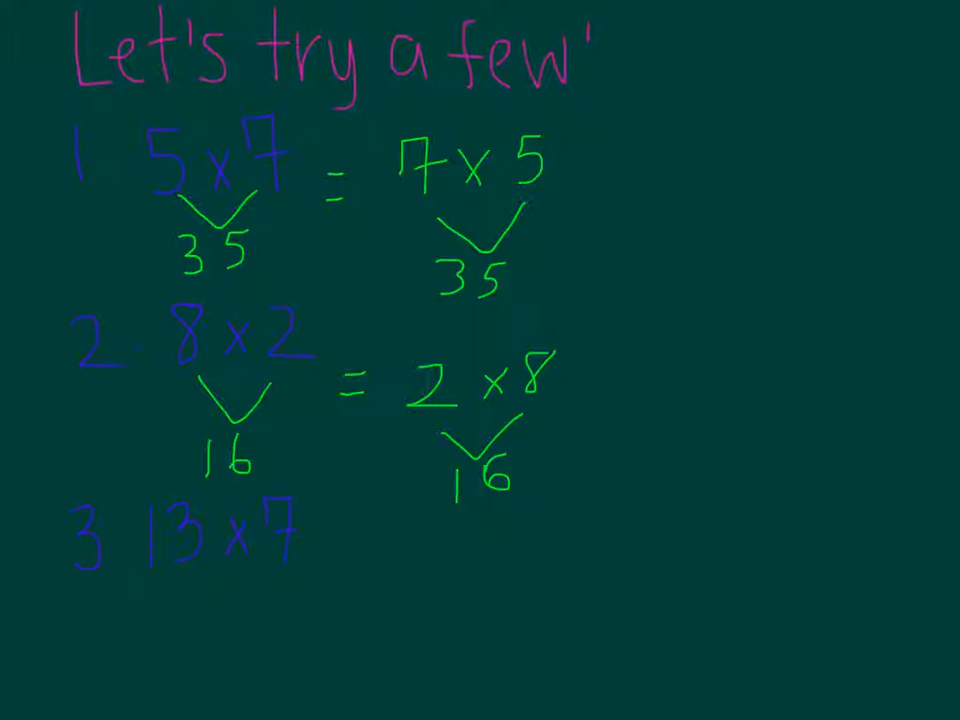 Let's try a few'
1 5 x 7 = 7 x 5
35 35
2. 8 x 2 = 2 x 8
16 16
3 13 x 7